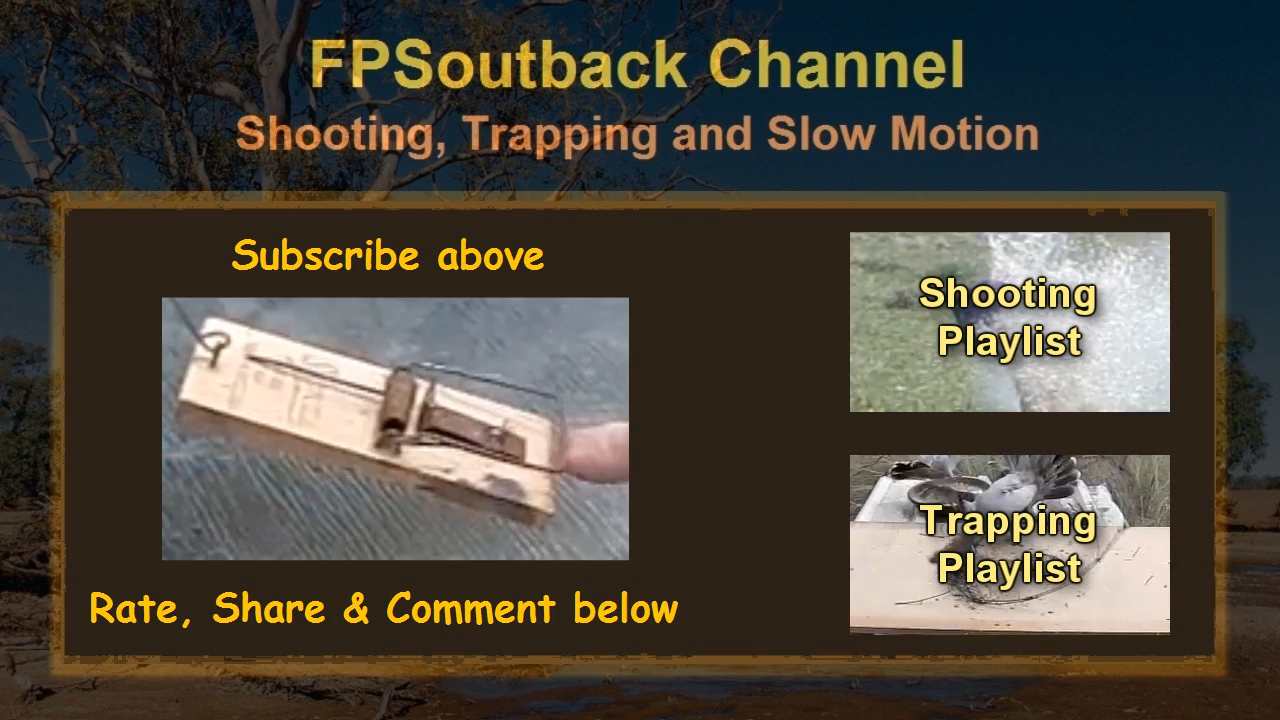 FPSoutback Channel
Shooting, Trapping and Slow Motion
Subscribe above
Shooting
Playlist
Trapping
Playlist
Rate, Share & Comment below